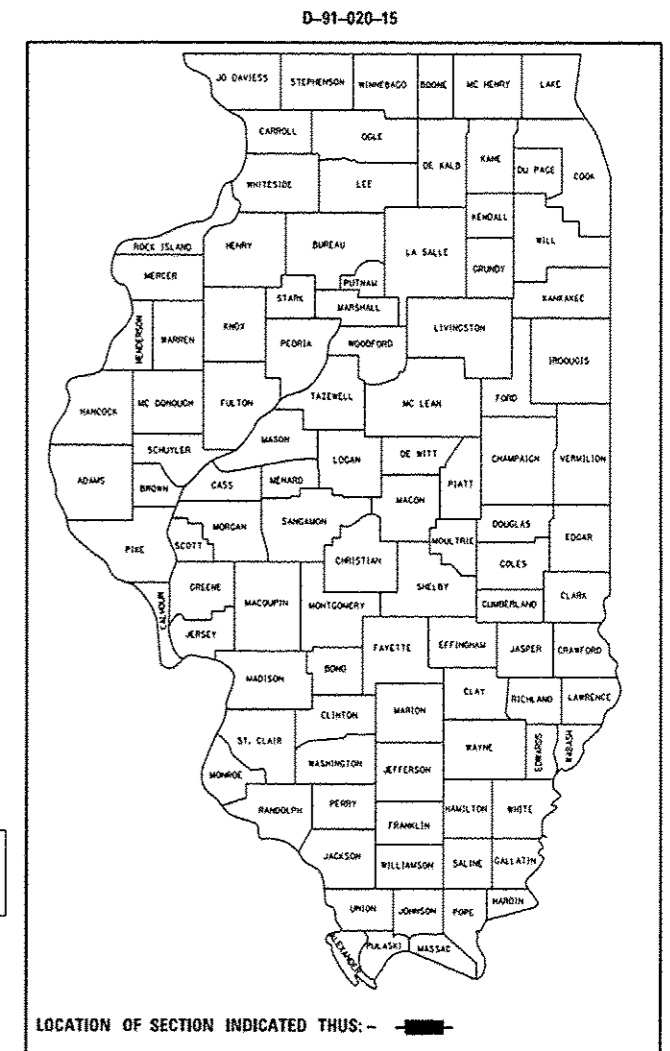 D-91-020-15
JO DAVIESS STEPHENSON WINNEBAGO BOONE MC HENRY LAKE
CARROLL OGLE
DE KALB KANE DU PAGE COOK
WHITESIDE LEE
KENDALL
ROCK ISLAND HENRY BUREAU LA SALLE WILL
MERCER PUTNAM GRUNDY
STARK MARSHALL KANKAKEE
HENDERSON WARREN KNOX PEORIA WOODFORD LIVINGSTON
IROQUOIS
HANCOCK MC DONOUGH FULTON TAZEWELL MC LEAN FORD
MASON
SCHUYLER LOGAN DE WITT CHAMPAIGN VERMILION
ADAMS BROWN CASS MENARD PIATT
MACON
MORGAN SANGAMON DOUGLAS
PIKE SCOTT CHRISTIAN MOULTRIE EDGAR
COLES
GREENE SHELBY
CALHOUN MACOUPIN MONTGOMERY CUMBERLAND CLARK
JERSEY FAYETTE EFFINGHAM JASPER CRAWFORD
BOND
MADISON CLAY
CLINTON MARION RICHLAND LAWRENCE
ST. CLAIR WAYNE EDWARDS WABASH
WASHINGTON JEFFERSON
MONROE
RANDOLPH PERRY HAMILTON WHITE
FRANKLIN
JACKSON WILLIAMSON SALINE GALLATIN
UNION JOHNSON POPE HARDIN
ALEXANDER PULASKI MASSAC
LOCATION OF SECTION INDICATED THUS: -